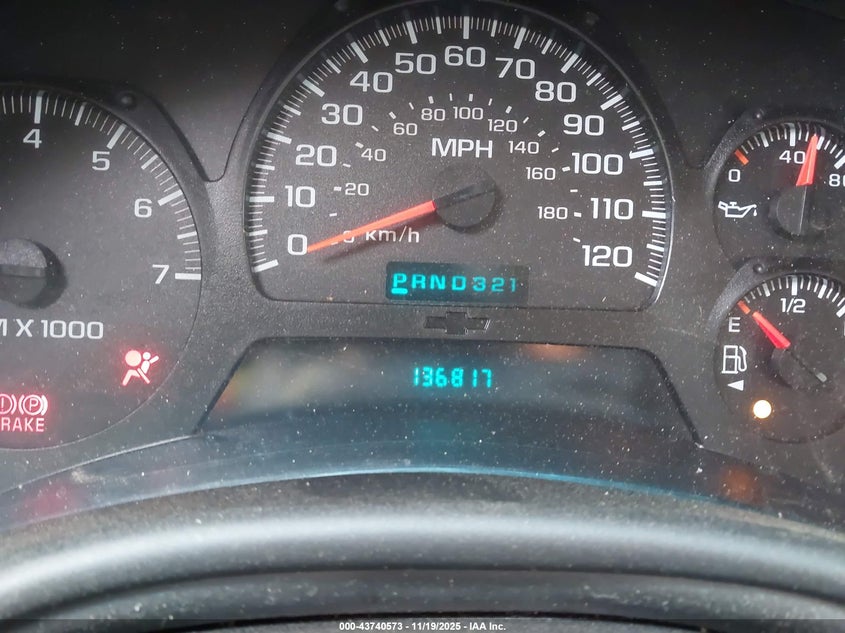 4 5 6 7
M X 1000
BRAKE
0 10 20 30 40 50 60 70 80 90 100 110 120
MPH
20 40 60 80 100 120 140 160 180
km/h
PRND321
136817
0 40 80
E 1/2
000-43740573 - 11/19/2025 - IAA Inc.